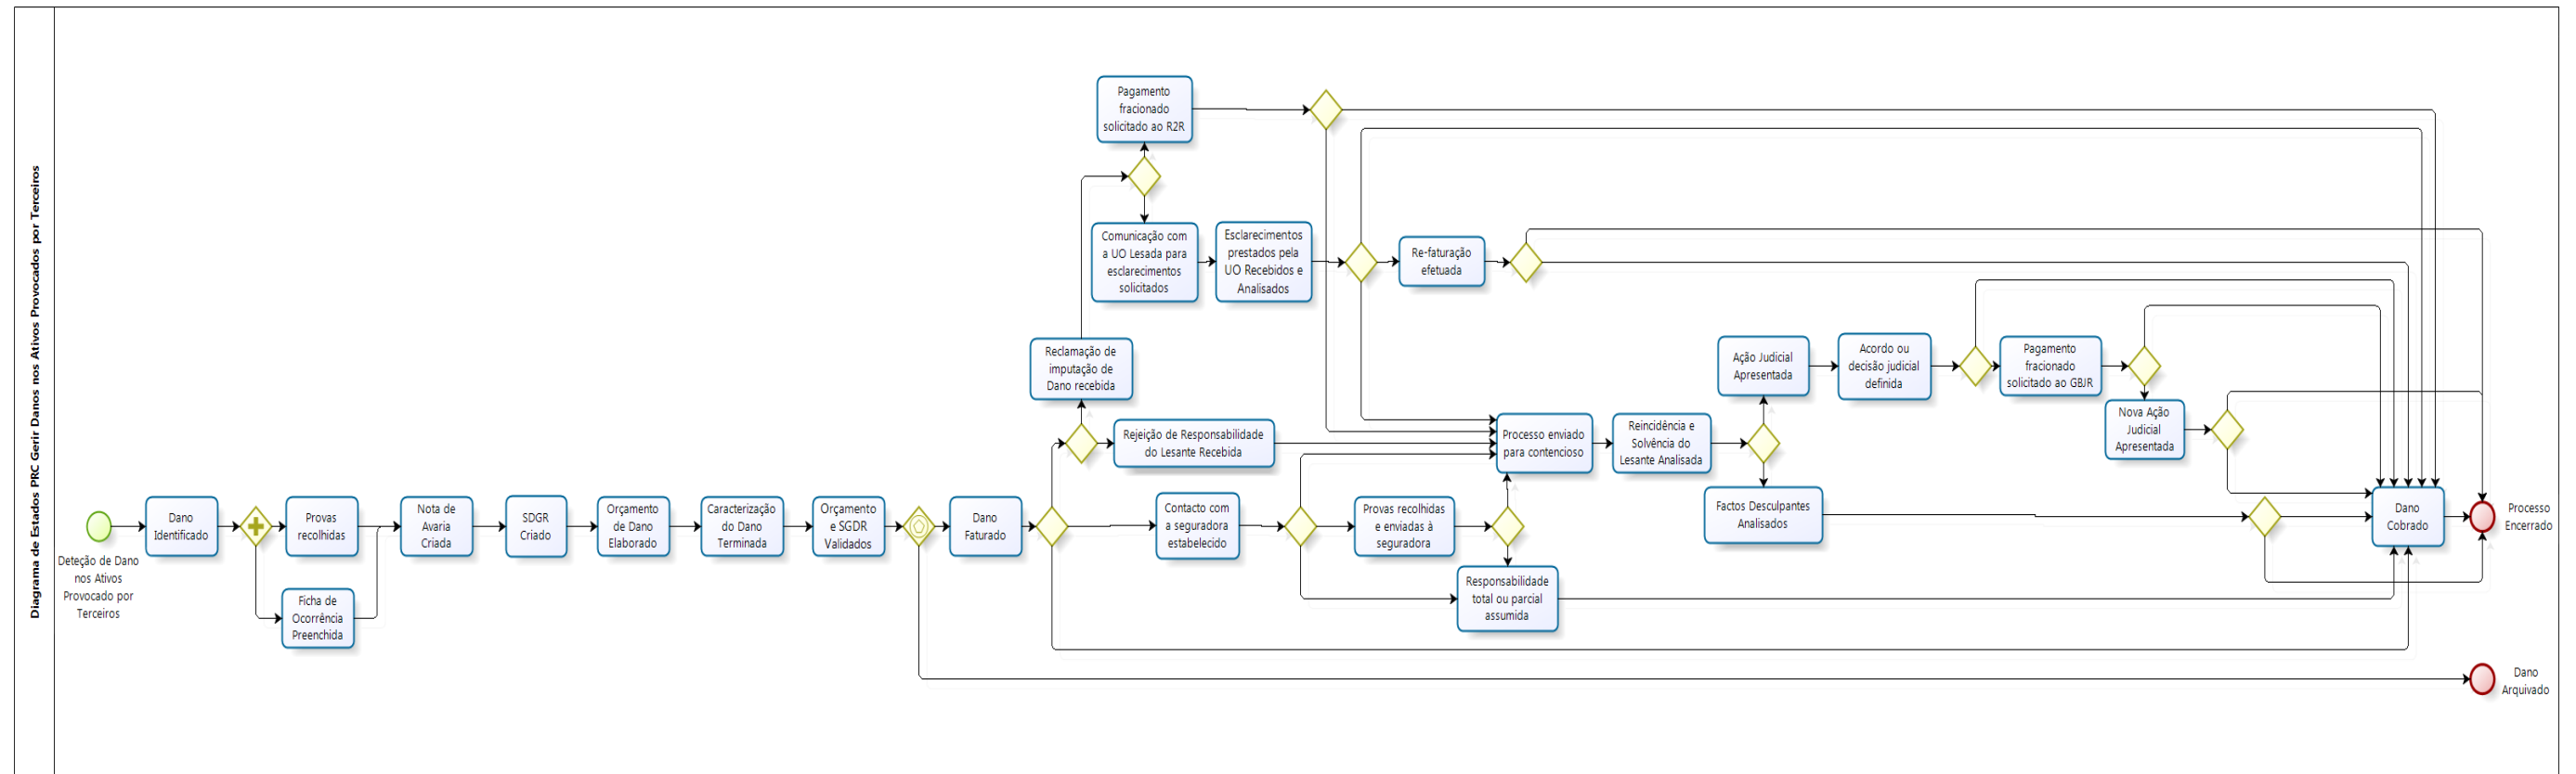 Diagrama de Estados PRC Gerir Danos nos Ativos Provocados por Terceiros
Deteção de Dano
nos Ativos
Provocado por
Terceiros
Dano
Identificado
Provas
recolhidas
Ficha de
Ocorrência
Preenchida
Nota de
Avaria
Criada
SDGR
Criado
Orçamento
de Dano
Elaborado
Caracterização
do Dano
Terminada
Orçamento
e SGDR
Validados
Dano
Faturado
Pagamento
fracionado
solicitado ao R2R
Comunicação com
a UO Lesada para
esclarecimentos
solicitados
Esclarecimentos
prestados pela
UO Recebidos e
Analisados
Re-faturação
efetuada
Reclamação de
imputação de
Dano recebida
Rejeição de Responsabilidade
do Lesante Recebida
Contacto com
a seguradora
estabelecido
Provas recolhidas
e enviadas à
seguradora
Responsabilidade
total ou parcial
assumida
Processo enviado
para contencioso
Reincidência e
Solvência do
Lesante Analisada
Ação Judicial
Apresentada
Acordo ou
decisão judicial
definida
Pagamento
fracionado
solicitado ao GBJR
Nova Ação
Judicial
Apresentada
Factos Desculpantes
Analisados
Dano
Cobrado
Processo
Encerrado
Dano
Arquivado